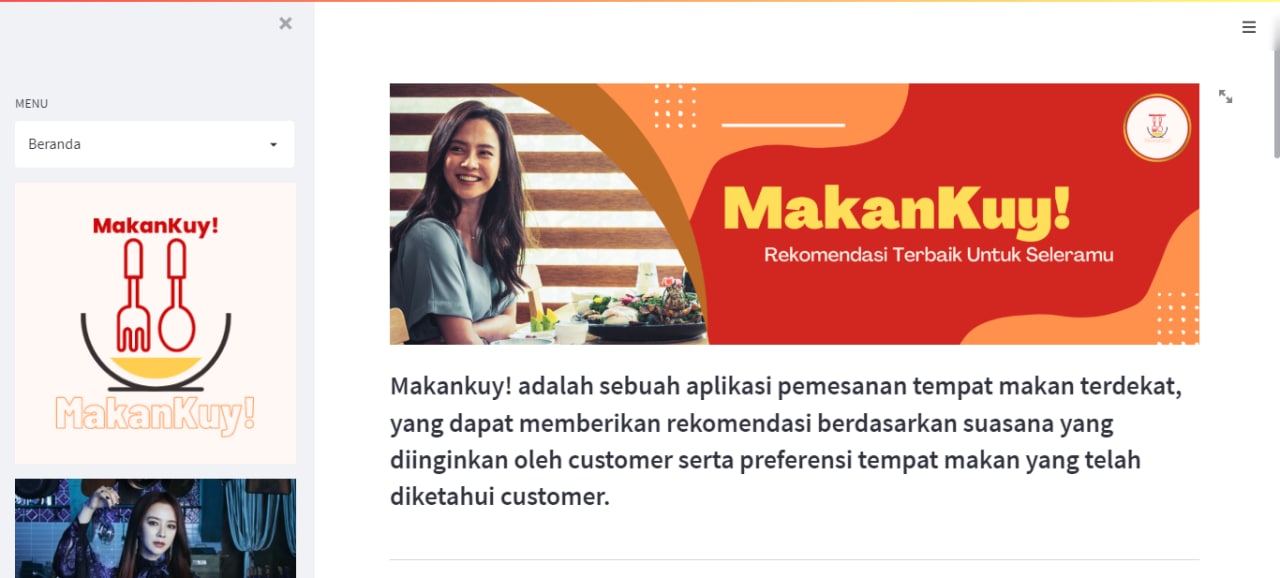 MENU
Beranda
MakanKuy!
MakanKuy!
MakanKuy!
Rekomendasi Terbaik Untuk Seleramu
Makankuy! adalah sebuah aplikasi pemesanan tempat makan terdekat,
yang dapat memberikan rekomendasi berdasarkan suasana yang
diinginkan oleh customer serta preferensi tempat makan yang telah
diketahui customer.